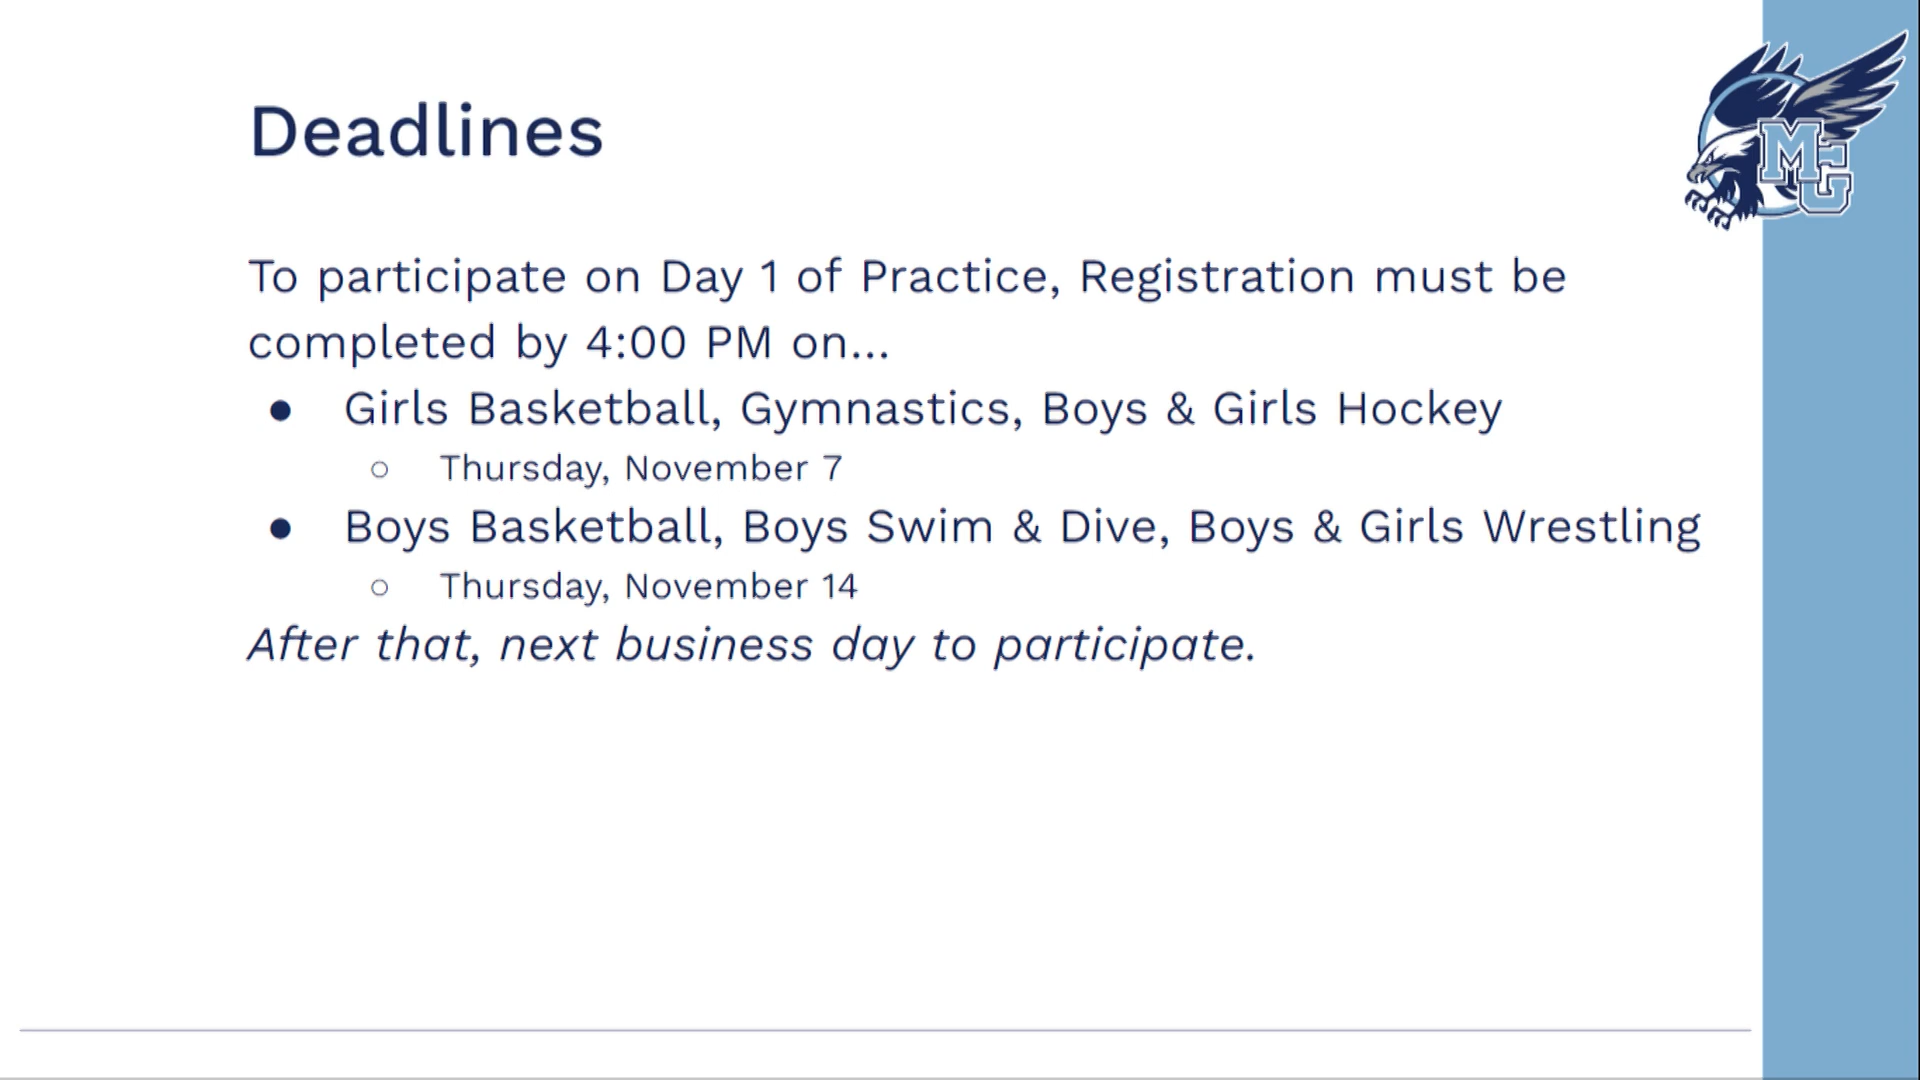 Deadlines
MCG
To participate on Day 1 of Practice, Registration must be
completed by 4:00 PM on...
● Girls Basketball, Gymnastics, Boys & Girls Hockey
○ Thursday, November 7
● Boys Basketball, Boys Swim & Dive, Boys & Girls Wrestling
○ Thursday, November 14
After that, next business day to participate.